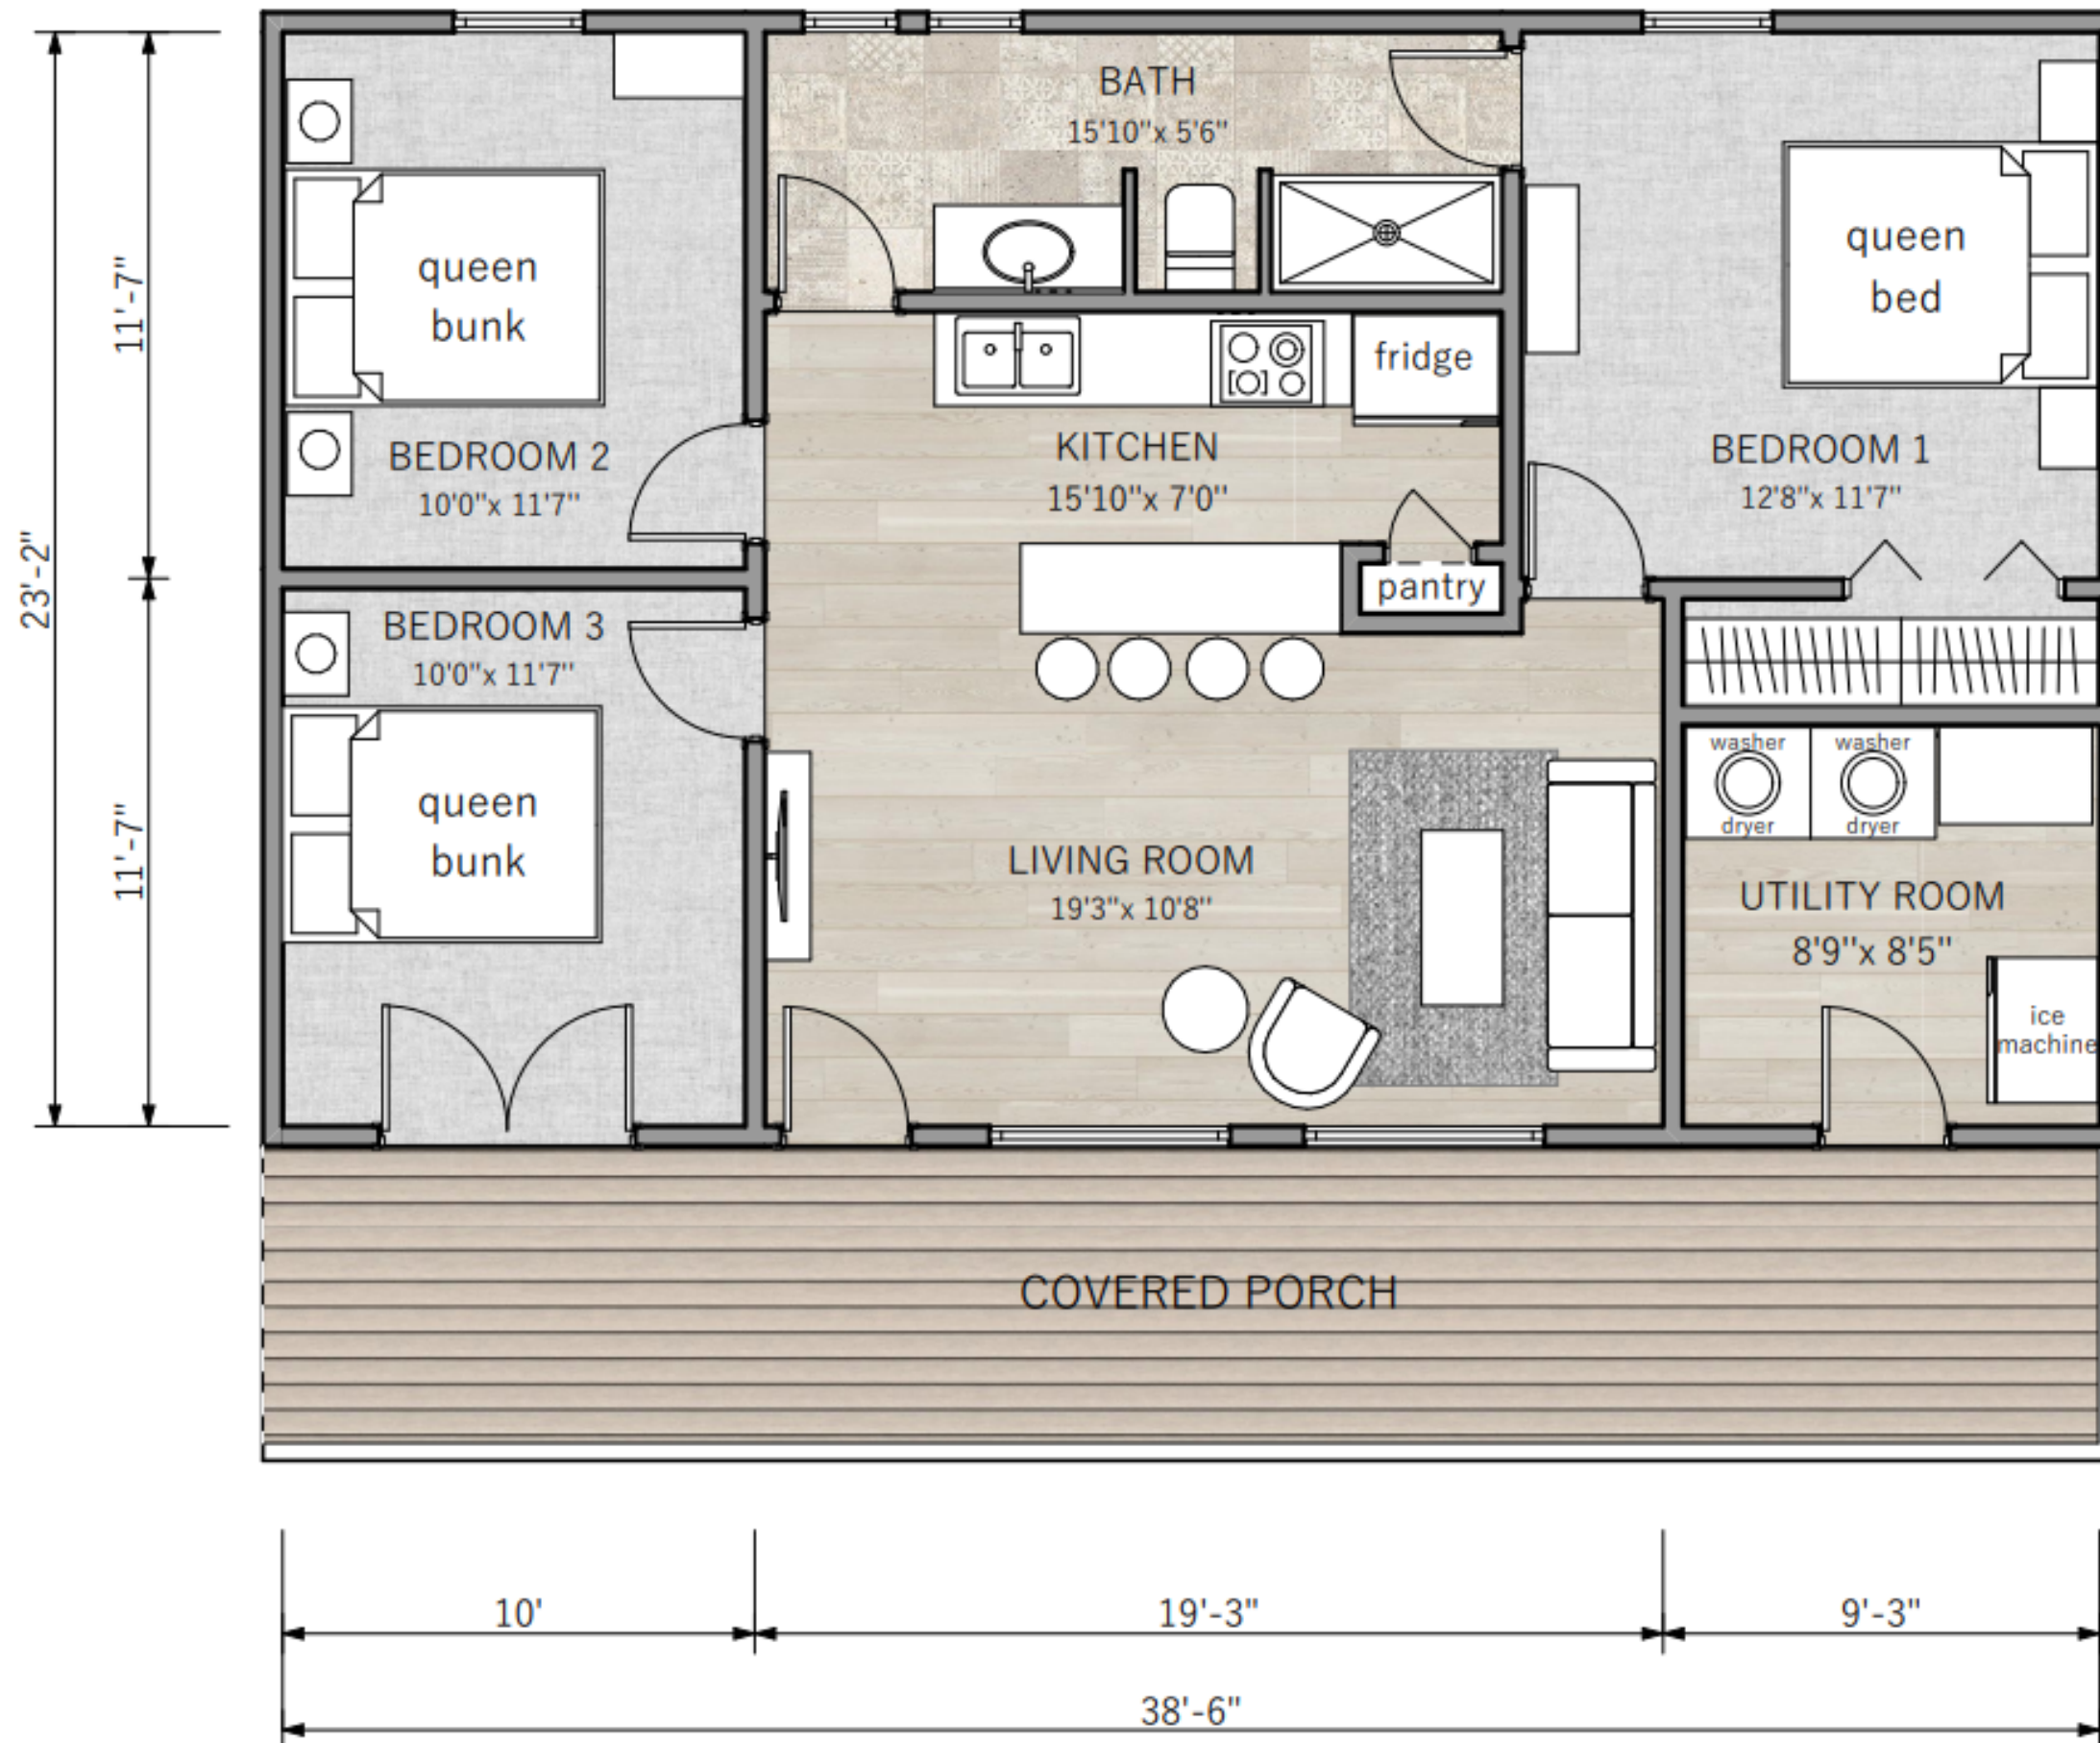 BATH
15'10"x 5'6"
queen
bunk
queen
bed
fridge
BEDROOM 2
10'0"x 11'7"
KITCHEN
15'10"x 7'0"
BEDROOM 1
12'8"x 11'7"
pantry
11'-7"
23'-2"
11'-7"
BEDROOM 3
10'0"x 11'7"
queen
bunk
washer
dryer
washer
dryer
LIVING ROOM
19'3"x 10'8"
UTILITY ROOM
8'9"x 8'5"
ice
machine
COVERED PORCH
10'
19'-3"
9'-3"
38'-6"